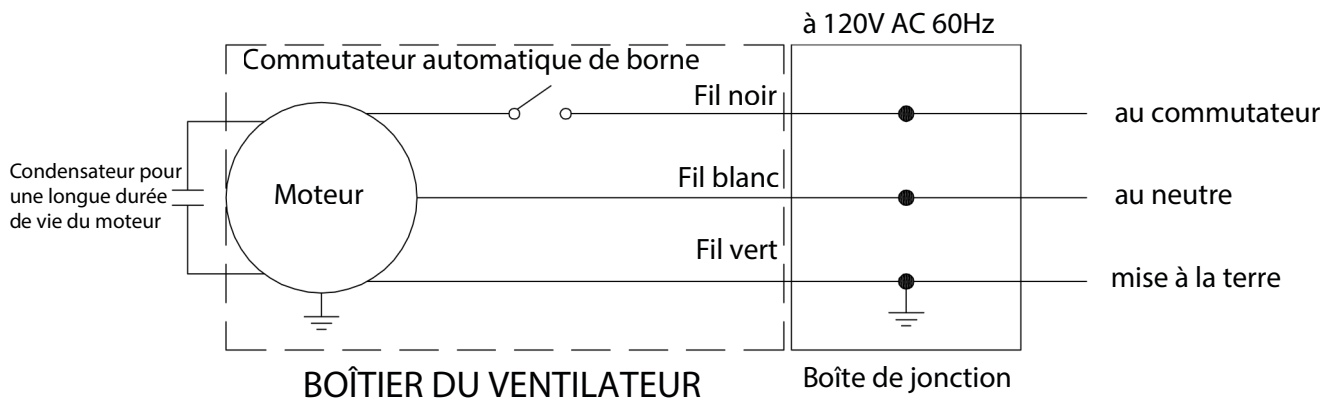 à 120V AC 60Hz
Commutateur automatique de borne
Fil noir
au commutateur
Condensateur pour
une longue durée
de vie du moteur
Moteur
Fil blanc
au neutre
Fil vert
mise à la terre
BOÎTIER DU VENTILATEUR
Boîte de jonction